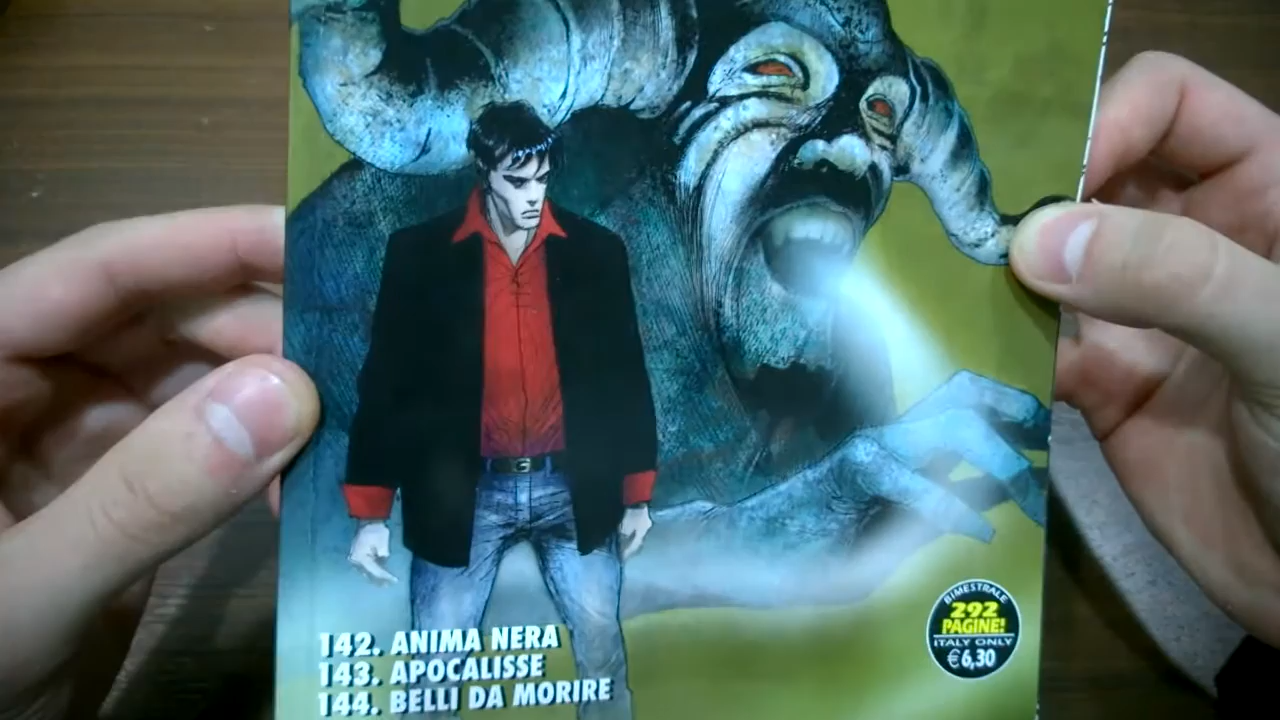 142. ANIMA NERA
143. APOCALISSE
144. BELLI DA MORIRE
BIMESTRALE
292
PAGINE!
ITALY ONLY
€ 6,30